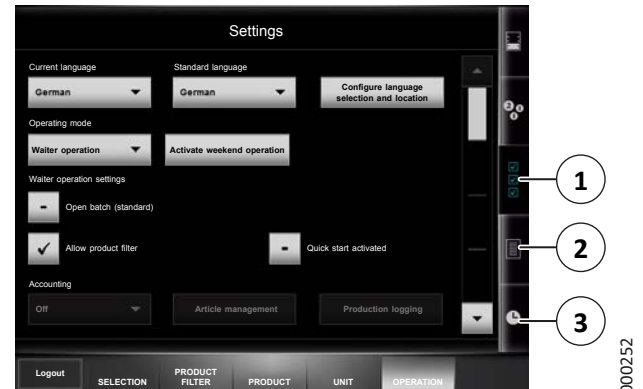 Settings
Current language
Standard language
German
German
Configure language
selection and location
Operating mode
Waiter operation
Activate weekend operation
Waiter operation settings
Open batch (standard)
Allow product filter
Quick start activated
Accounting
Off
Article management
Production logging
Logout
SELECTION
PRODUCT
FILTER
PRODUCT
UNIT
OPERATION
1
2
3